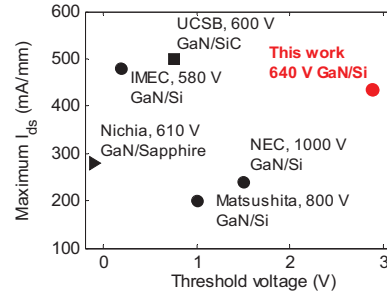 UCSB, 600 V
GaN/SiC
This work
640 V GaN/Si
IMEC, 580 V
GaN/Si
Nichia, 610 V
GaN/Sapphire
NEC, 1000 V
GaN/Si
Matsushita, 800 V
GaN/Si
Maximum Ids (mA/mm)
600
500
400
300
200
100
0 1 2 3
Threshold voltage (V)